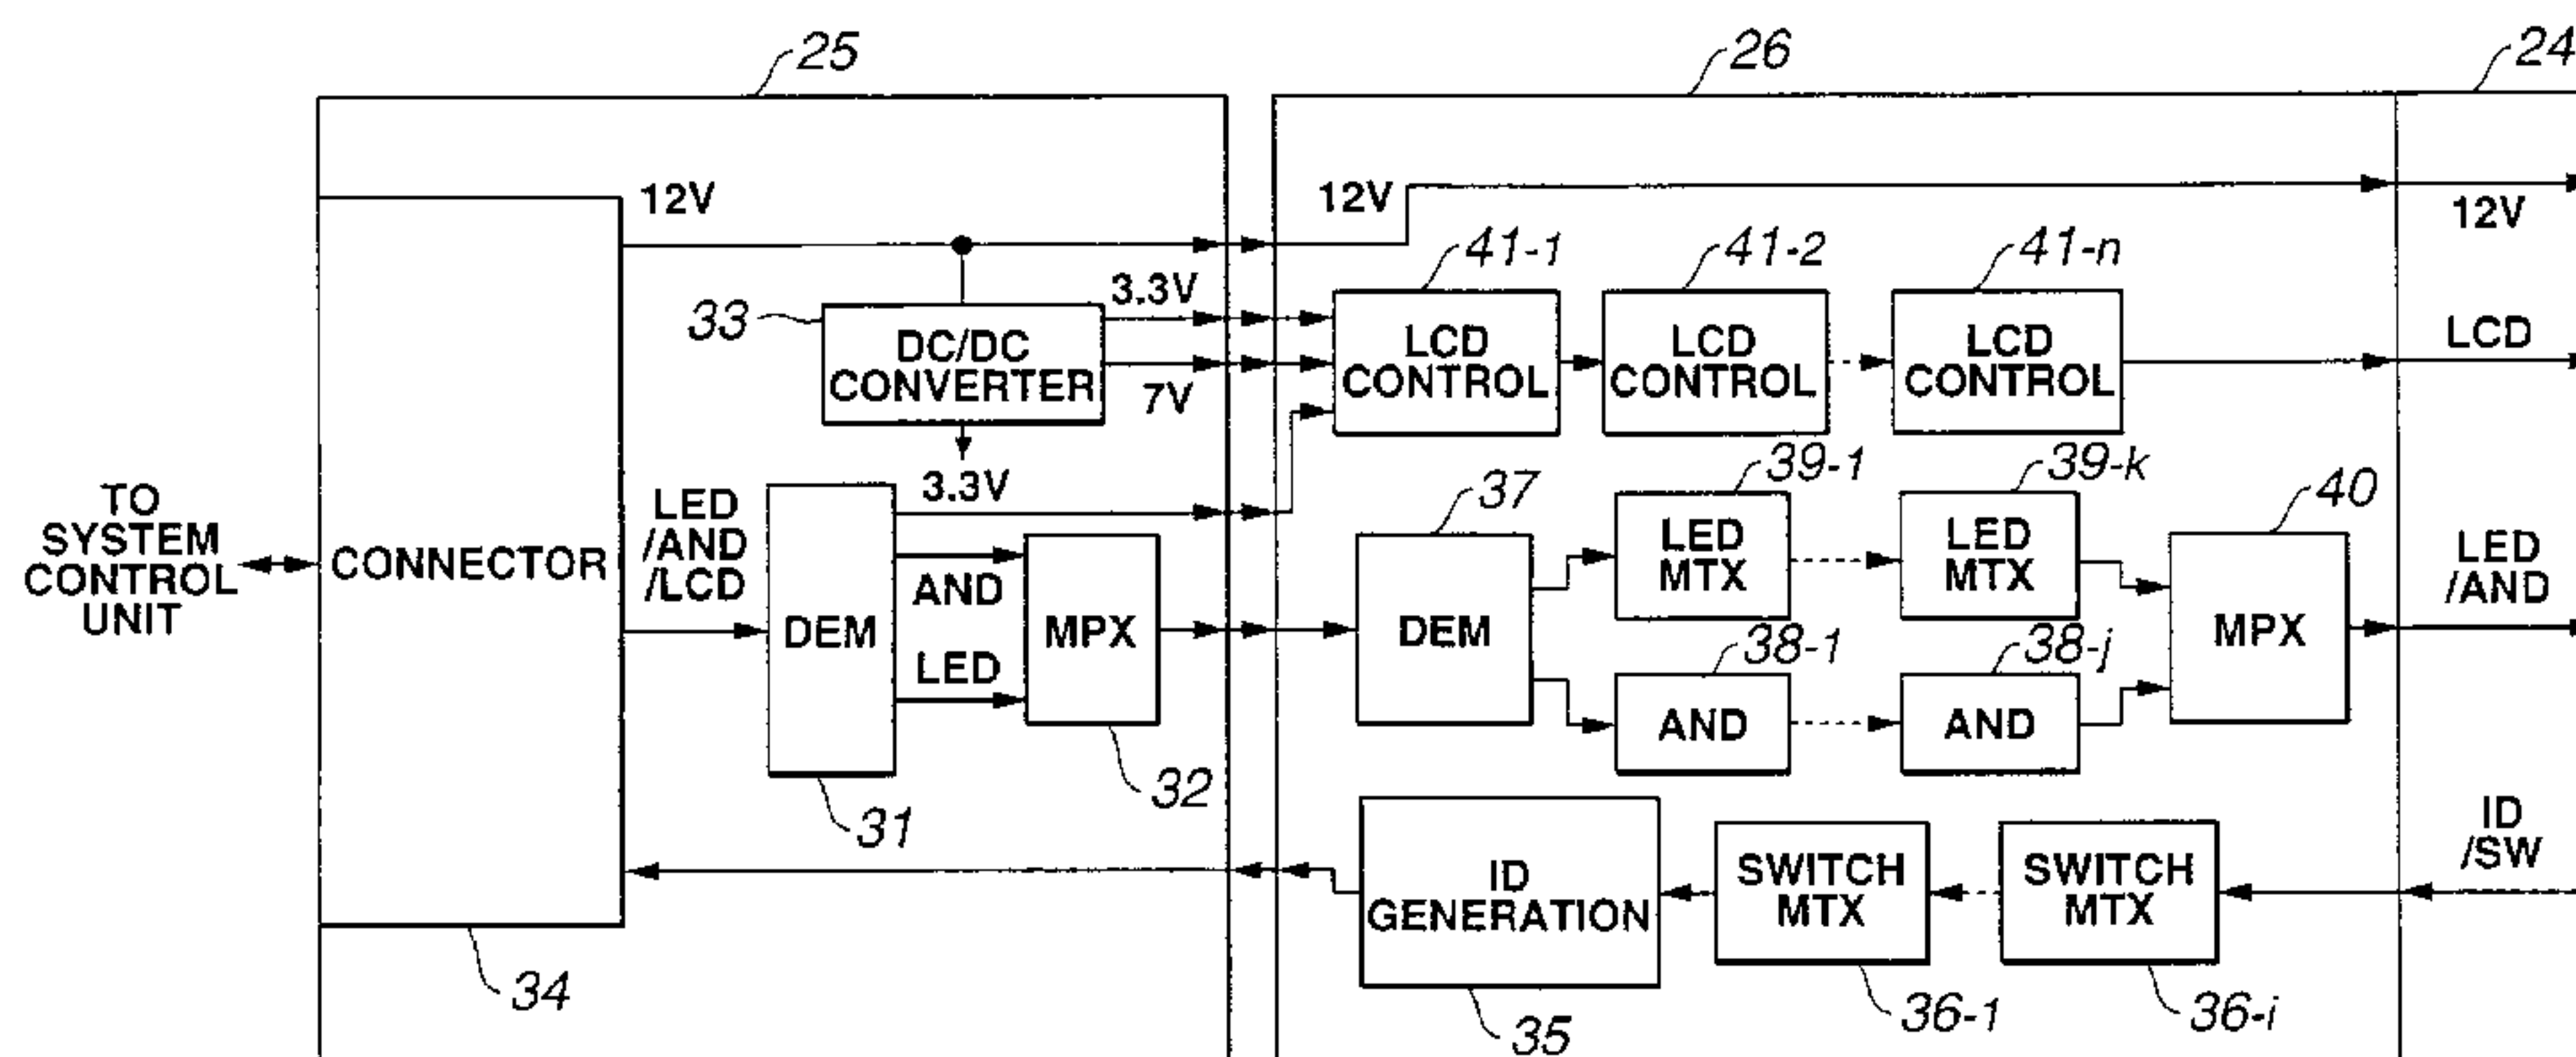 25
26
24
12V
12V
12V
41-1
41-2
41-n
3.3V
33
DC/DC
CONVERTER
7V
3.3V
LCD
CONTROL
LCD
CONTROL
LCD
CONTROL
LCD
TO
SYSTEM
CONTROL
UNIT
CONNECTOR
LED
/AND
/LCD
DEM
AND
LED
MPX
37
DEM
39-1
LED
MTX
39-k
LED
MTX
40
MPX
LED
/AND
38-1
AND
38-j
AND
32
31
ID
GENERATION
SWITCH
MTX
SWITCH
MTX
ID
/SW
34
35
36-1
36-i